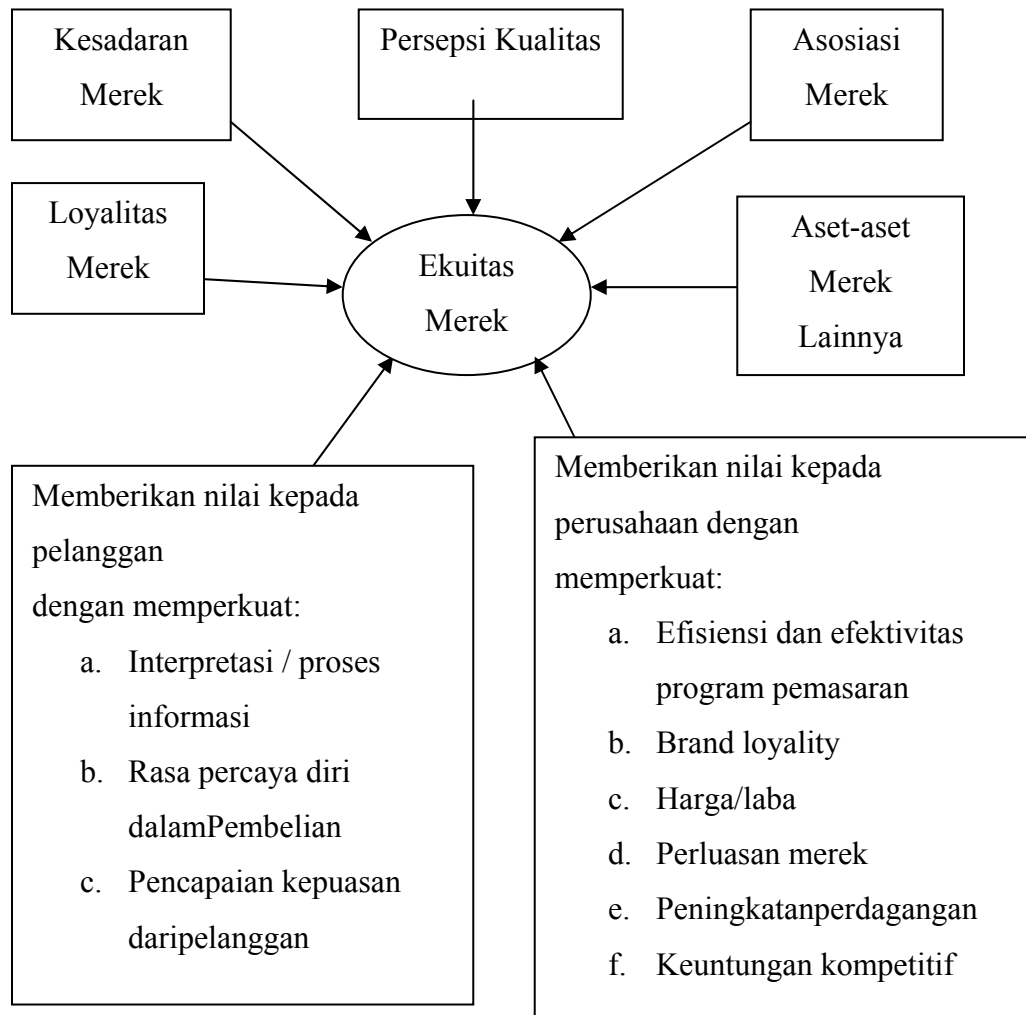 Kesadaran
Merek
Persepsi Kualitas
Asosiasi
Merek
Loyalitas
Merek
Ekuitas
Merek
Aset-aset
Merek
Lainnya
Memberikan nilai kepada
pelanggan
dengan memperkuat:
a. Interpretasi / proses
informasi
b. Rasa percaya diri
dalamPembelian
c. Pencapaian kepuasan
daripelanggan
Memberikan nilai kepada
perusahaan dengan
memperkuat:
a. Efisiensi dan efektivitas
program pemasaran
b. Brand loyality
c. Harga/laba
d. Perluasan merek
e. Peningkatanperdagangan
f. Keuntungan kompetitif